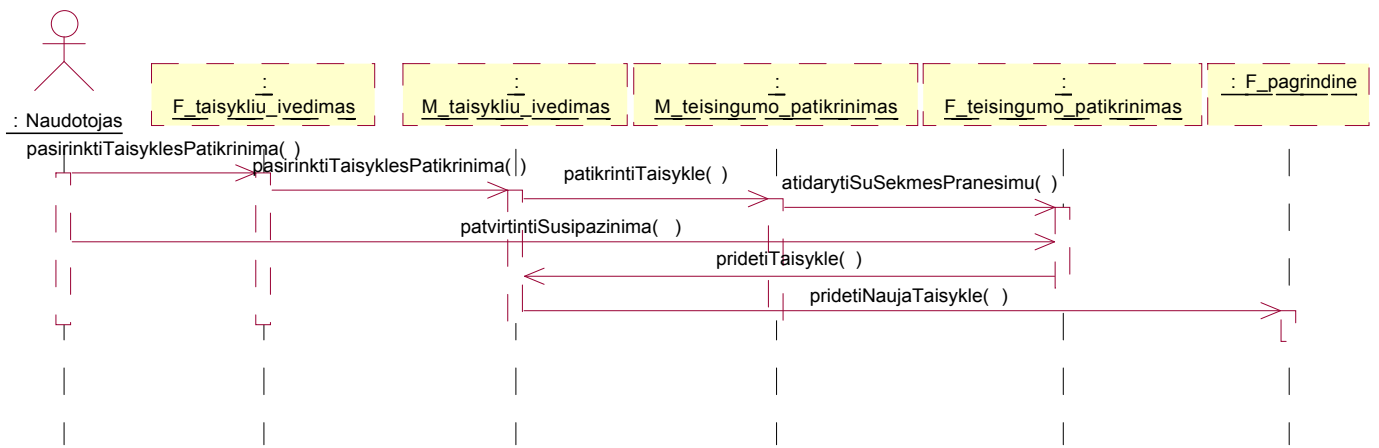 : Naudotojas
:
F_taisykliu_ivedimas
:
M_taisykliu_ivedimas
:
M_teisingumo_patikrinimas
:
F_teisingumo_patikrinimas
: F_pagrindine
pasirinktiTaisyklesPatikrinima( )
pasirinktiTaisyklesPatikrinima( )
patikrintiTaisykle( )
atidarytiSuSekmesPranesimu( )
patvirtintiSusipazinima( )
pridetiTaisykle( )
pridetiNaujaTaisykle( )